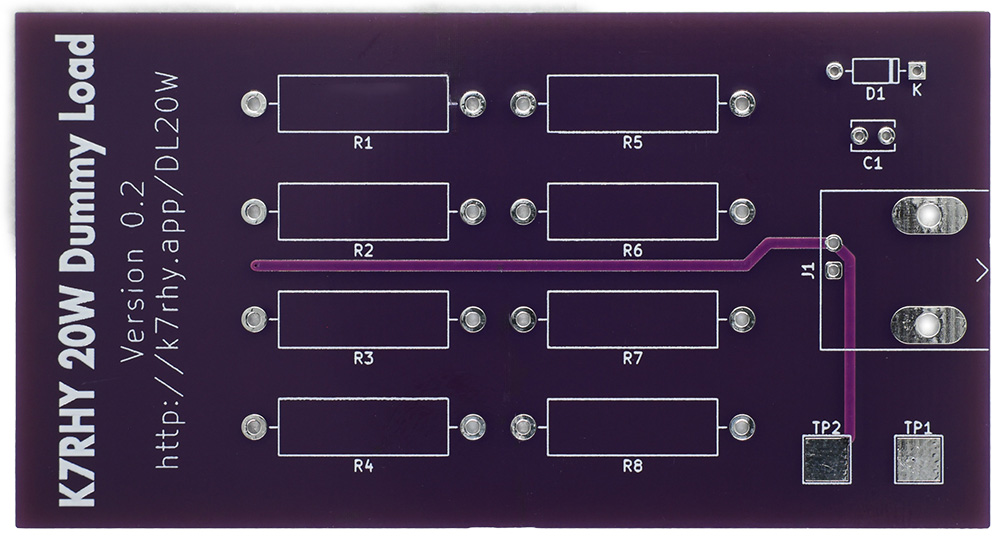 K7RHY 20W Dummy Load
Version 0.2
http://k7rhy.app/DL20W
R1
R5
D1
K
C1
R2
R6
J1
R3
R7
TP2
TP1
R4
R8